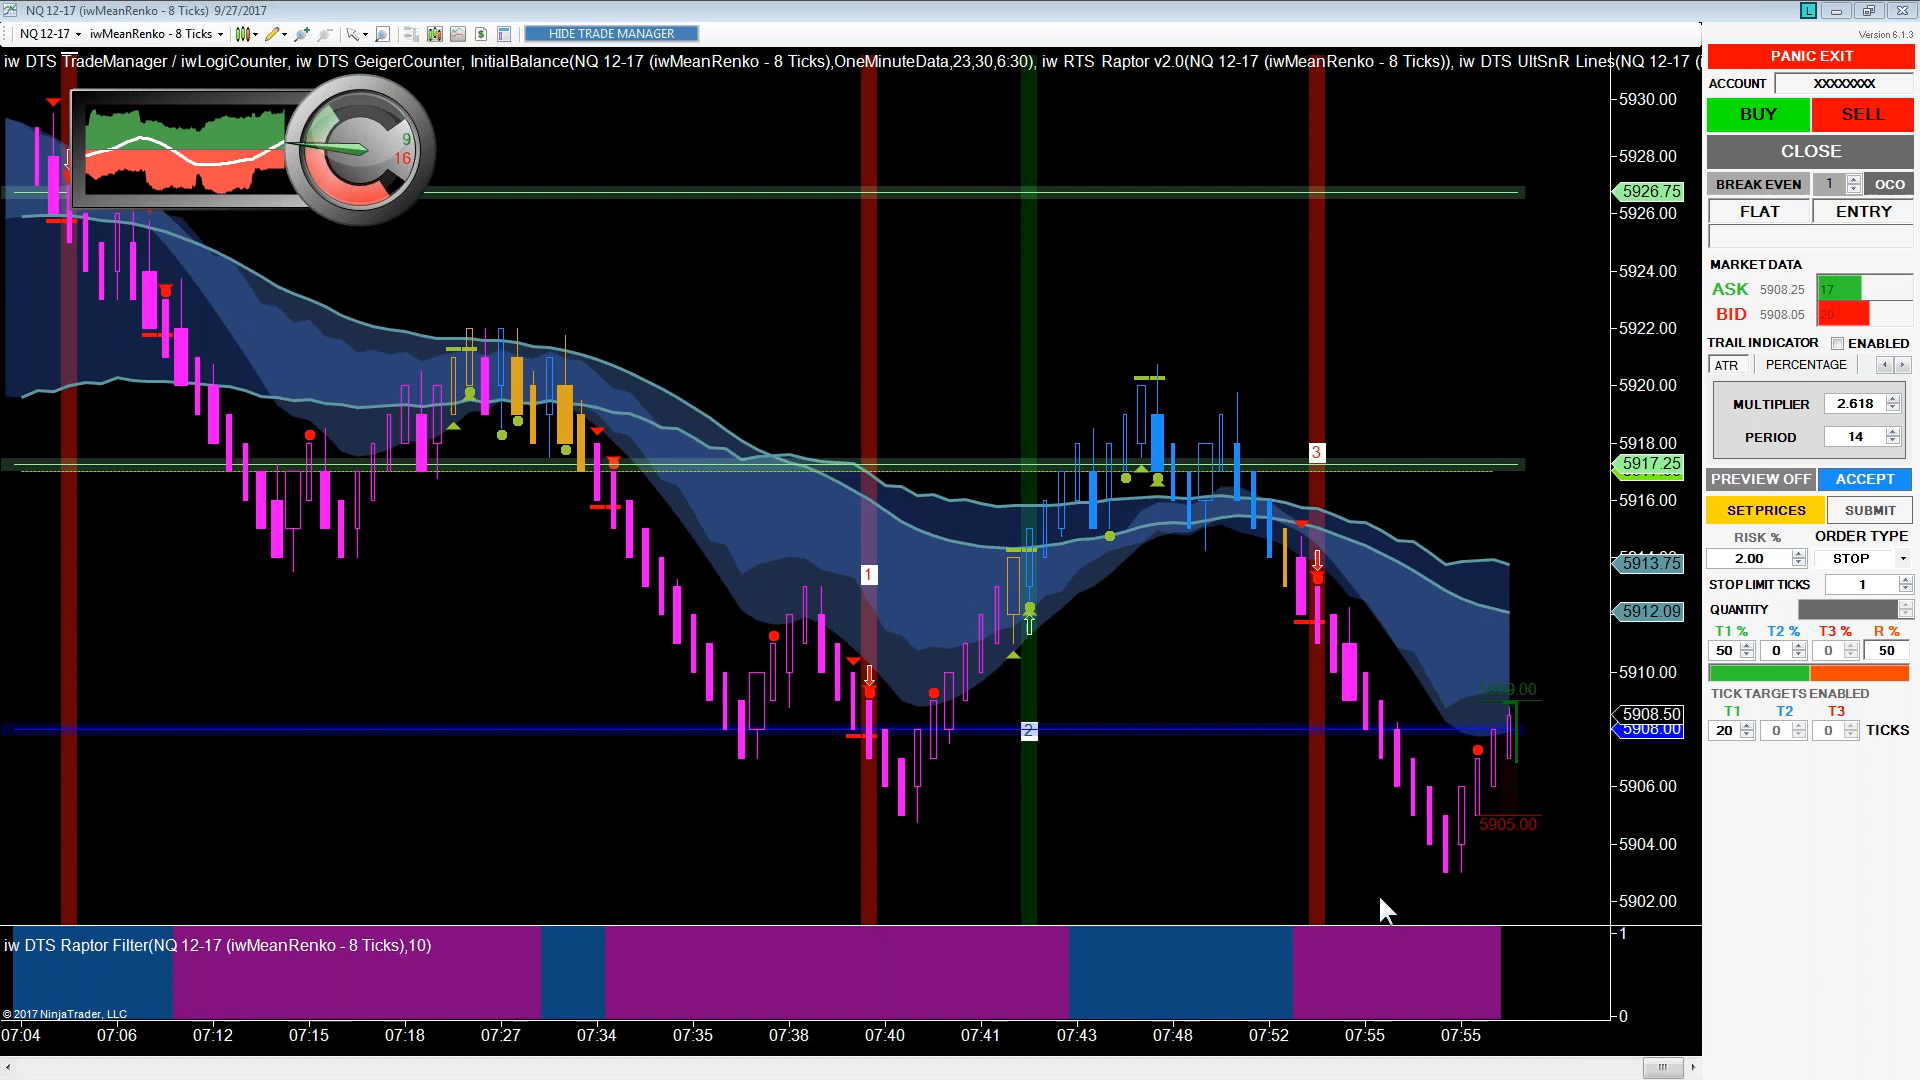 NQ 12-17 (iwMeanRenko - 8 Ticks) 9/27/2017
L
NQ 12-17 iwMeanRenko - 8 Ticks
$
HIDE TRADE MANAGER
Version 6.1.3
iw DTS TradeManager / iwLogiCounter, iw DTS GeigerCounter, InitialBalance(NQ 12-17 (iwMeanRenko - 8 Ticks),OneMinuteData,23,30,6:30), iw RTS Raptor v2.0(NQ 12-17 (iwMeanRenko - 8 Ticks)), iw DTS UltSnR Lines(NQ 12-17 (i
9
16
1
2
3
5909.00
5905.00
5930.00
5928.00
5926.75
5926.00
5924.00
5922.00
5920.00
5918.00
5917.25
5916.00
5913.75
5912.09
5910.00
5908.50
5908.00
5906.00
5904.00
5902.00
iw DTS Raptor Filter(NQ 12-17 (iwMeanRenko - 8 Ticks),10)
1
0
© 2017 NinjaTrader, LLC
07:04 07:06 07:12 07:15 07:18 07:27 07:34 07:35 07:38 07:40 07:41 07:43 07:48 07:52 07:55 07:55
PANIC EXIT
ACCOUNT XXXXXXXX
BUY SELL
CLOSE
BREAK EVEN 1 OCO
FLAT ENTRY
MARKET DATA
ASK 5908.25 17
BID 5908.05 20
TRAIL INDICATOR ENABLED
ATR PERCENTAGE
MULTIPLIER 2.618
PERIOD 14
PREVIEW OFF ACCEPT
SET PRICES SUBMIT
RISK % ORDER TYPE
2.00 STOP
STOP LIMIT TICKS 1
QUANTITY
T1 % T2 % T3 % R %
50 0 0 50
TICK TARGETS ENABLED
T1 T2 T3
20 0 0 TICKS